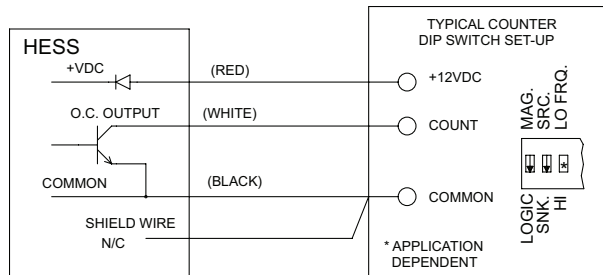 HESS
+VDC
(RED)
O.C. OUTPUT
(WHITE)
COMMON
(BLACK)
SHIELD WIRE
N/C
TYPICAL COUNTER
DIP SWITCH SET-UP
+12VDC
COUNT
COMMON
MAG.
SRC.
LO FRQ.
*
LOGIC
SNK.
HI
* APPLICATION
DEPENDENT